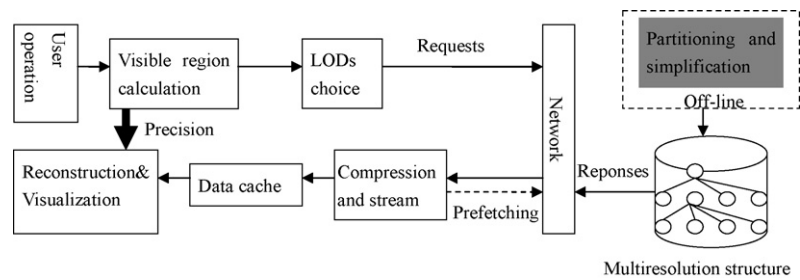 User
operation
Visible region
calculation
LODs
choice
Requests
Network
Partitioning and
simplification
Off-line
Precision
Reconstruction&
Visualization
Data cache
Compression
and stream
Prefetching
Reponses
Multiresolution structure